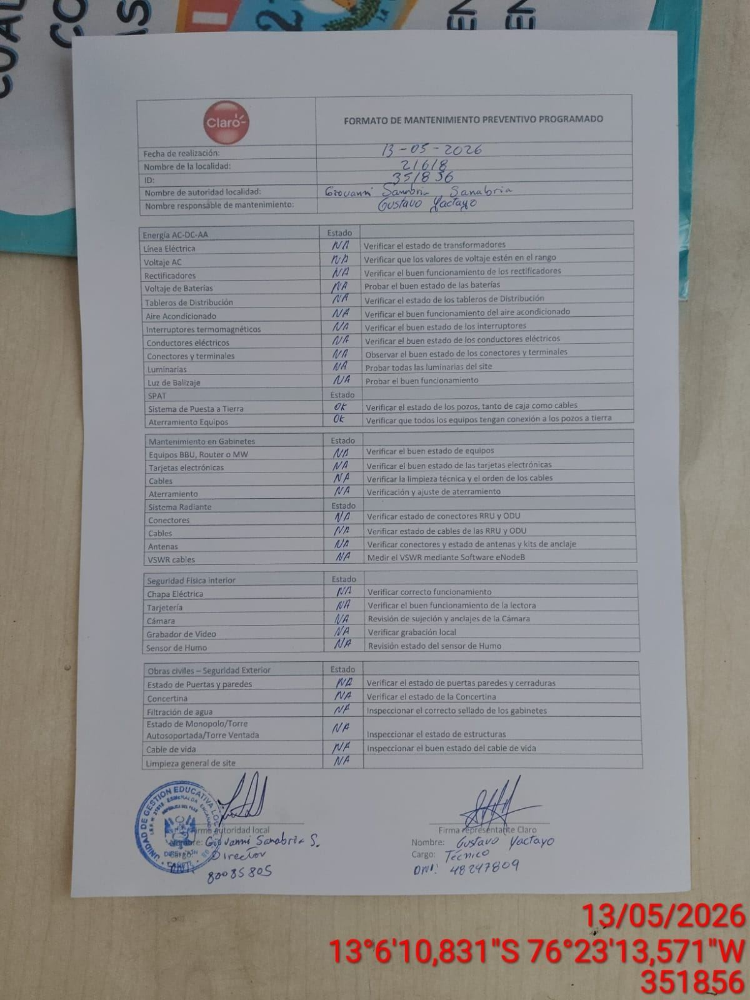 Claro
FORMATO DE MANTENIMIENTO PREVENTIVO PROGRAMADO
Fecha de realización: 13-05-2026
Nombre de la localidad: 21618
ID: 351836
Nombre de autoridad localidad: Giovanni Sanabria Sanabria
Nombre responsable de mantenimiento: Gustavo Yactayo
Energía AC-DC-AA Estado
Línea Eléctrica NA Verificar el estado de transformadores
Voltaje AC NA Verificar que los valores de voltaje estén en el rango
Rectificadores NA Verificar el buen funcionamiento de los rectificadores
Voltaje de Baterías NA Probar el buen estado de las baterías
Tableros de Distribución NA Verificar el estado de los tableros de Distribución
Aire Acondicionado NA Verificar el buen funcionamiento del aire acondicionado
Interruptores termomagnéticos NA Verificar el buen estado de los interruptores
Conductores eléctricos NA Verificar el buen estado de los conductores eléctricos
Conectores y terminales NA Observar el buen estado de los conectores y terminales
Luminarias NA Probar todas las luminarias del site
Luz de Balizaje NA Probar el buen funcionamiento
SPAT Estado
Sistema de Puesta a Tierra OK Verificar el estado de los pozos, tanto de caja como cables
Aterramiento Equipos OK Verificar que todos los equipos tengan conexión a los pozos a tierra
Mantenimiento en Gabinetes Estado
Equipos BBU, Router o MW NA Verificar el buen estado de equipos
Tarjetas electrónicas NA Verificar el buen estado de las tarjetas electrónicas
Cables NA Verificar la limpieza técnica y el orden de los cables
Aterramiento NA Verificación y ajuste de aterramiento
Sistema Radiante Estado
Conectores NA Verificar estado de conectores RRU y ODU
Cables NA Verificar estado de cables de las RRU y ODU
Antenas NA Verificar conectores y estado de antenas y kits de anclaje
VSWR cables NA Medir el VSWR mediante Software eNodeB
Seguridad Física interior Estado
Chapa Eléctrica NA Verificar correcto funcionamiento
Tarjetería NA Verificar el buen funcionamiento de la lectora
Cámara NA Revisión de sujeción y anclajes de la Cámara
Grabador de Video NA Verificar grabación local
Sensor de Humo NA Revisión estado del sensor de Humo
Obras civiles – Seguridad Exterior Estado
Estado de Puertas y paredes NA Verificar el estado de puertas paredes y cerraduras
Concertina NA Verificar el estado de la Concertina
Filtración de agua NA Inspeccionar el correcto sellado de los gabinetes
Estado de Monopolo/Torre
Autosoportada/Torre Ventada NA Inspeccionar el estado de estructuras
Cable de vida NA Inspeccionar el buen estado del cable de vida
Limpieza general de site NA
UNIDAD DE GESTION EDUCATIVA LOCAL
CAÑETE
Firma autoridad local
Nombre: Giovanni Sanabria S.
Cargo: Director
80085805
Firma representante Claro
Nombre: Gustavo Yactayo
Cargo: Técnico
DNI: 48247809
13/05/2026
13°6'10,831"S 76°23'13,571"W
351856